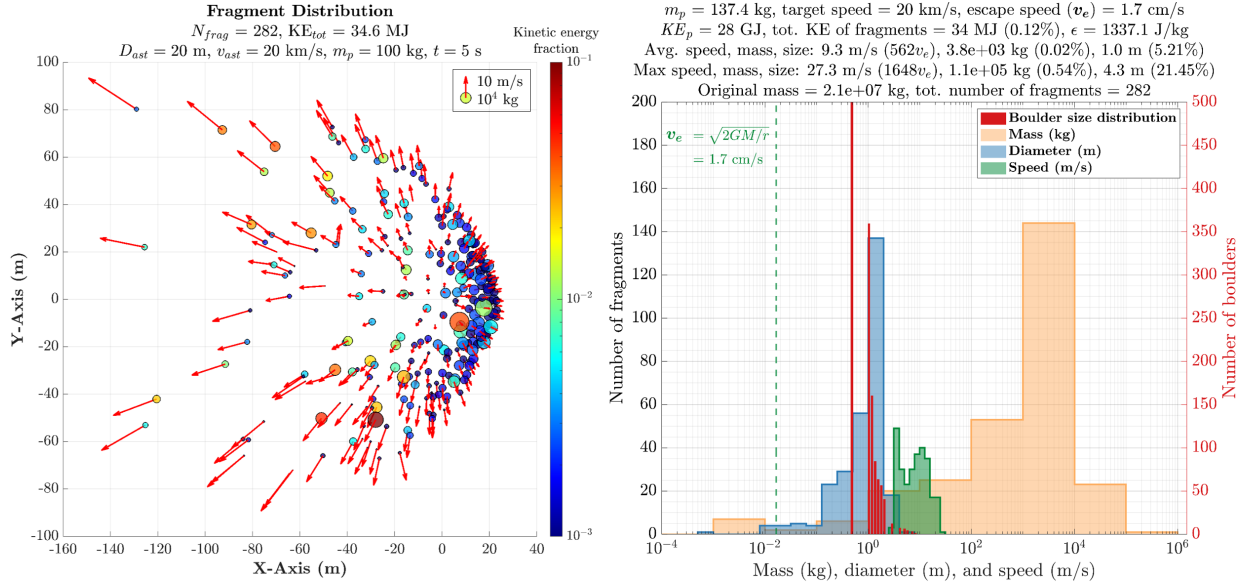 Fragment Distribution
N_frag = 282, KE_tot = 34.6 MJ
D_ast = 20 m, v_ast = 20 km/s, m_p = 100 kg, t = 5 s
Kinetic energy
fraction
10 m/s
10^4 kg
10^-1
10^-2
10^-3
100
80
60
40
20
0
-20
-40
-60
-80
-100
Y-Axis (m)
-160 -140 -120 -100 -80 -60 -40 -20 0 20 40
X-Axis (m)
m_p = 137.4 kg, target speed = 20 km/s, escape speed (v_e) = 1.7 cm/s
KE_p = 28 GJ, tot. KE of fragments = 34 MJ (0.12%), ϵ = 1337.1 J/kg
Avg. speed, mass, size: 9.3 m/s (562v_e), 3.8e+03 kg (0.02%), 1.0 m (5.21%)
Max speed, mass, size: 27.3 m/s (1648v_e), 1.1e+05 kg (0.54%), 4.3 m (21.45%)
Original mass = 2.1e+07 kg, tot. number of fragments = 282
v_e = √2GM/r
= 1.7 cm/s
Boulder size distribution
Mass (kg)
Diameter (m)
Speed (m/s)
200
180
160
140
120
100
80
60
40
20
0
Number of fragments
500
450
400
350
300
250
200
150
100
50
0
Number of boulders
10^-4 10^-2 10^0 10^2 10^4 10^6
Mass (kg), diameter (m), and speed (m/s)